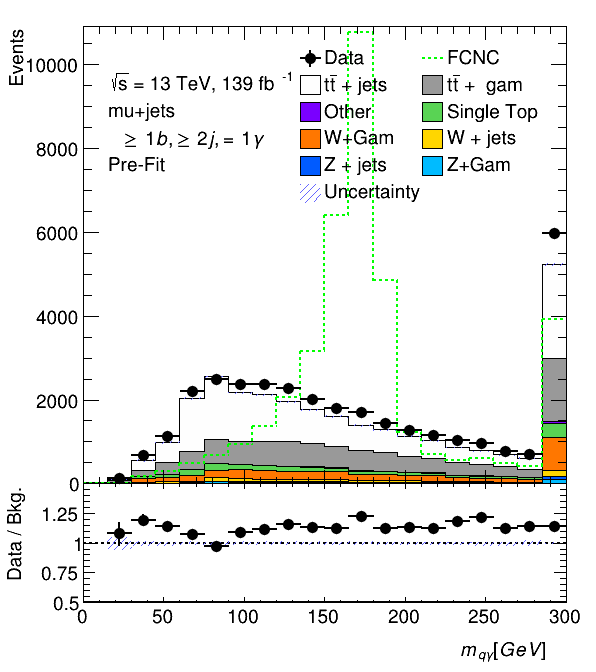 Events
10000
8000
6000
4000
2000
0
√s = 13 TeV, 139 fb⁻¹
mu+jets
≥ 1b, ≥ 2j, = 1γ
Pre-Fit
Data FCNC
tt̄ + jets tt̄ + gam
Other Single Top
W+Gam W + jets
Z + jets Z+Gam
Uncertainty
Data / Bkg.
1.25
1
0.75
0.5
0 50 100 150 200 250 300
m_qγ[GeV]